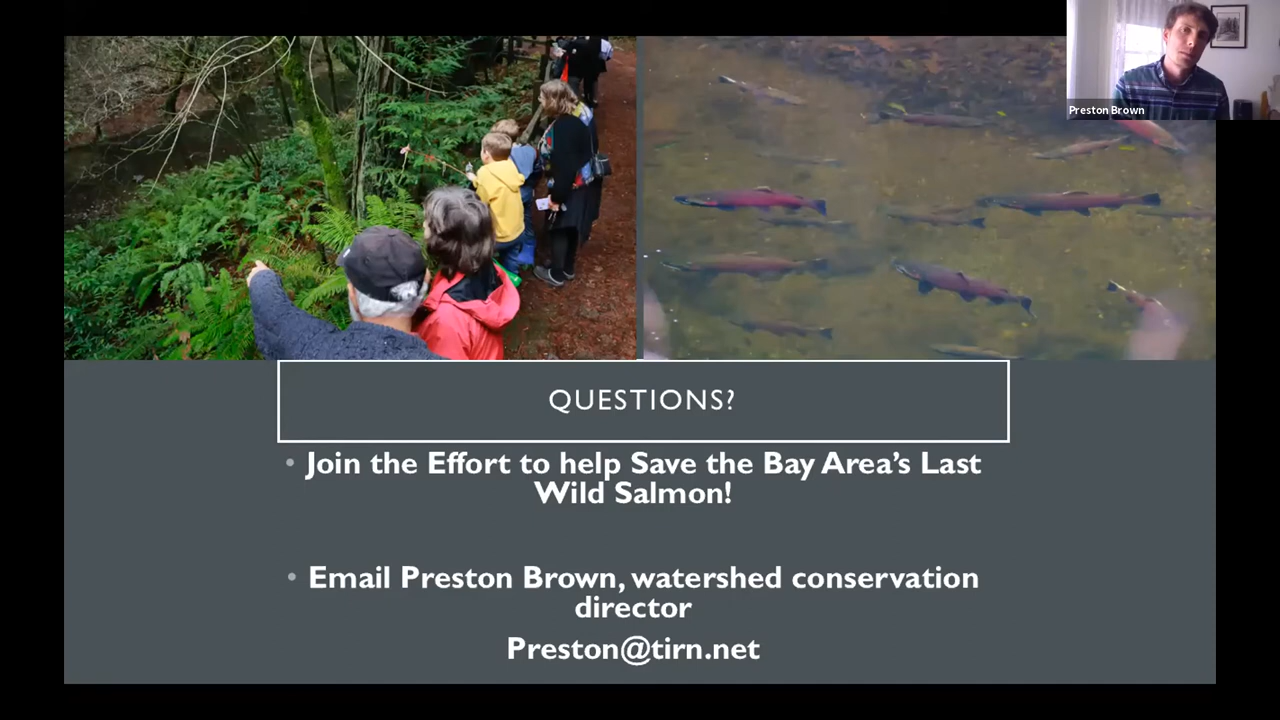 Preston Brown
QUESTIONS?
• Join the Effort to help Save the Bay Area's Last
Wild Salmon!
• Email Preston Brown, watershed conservation
director
Preston@tirn.net